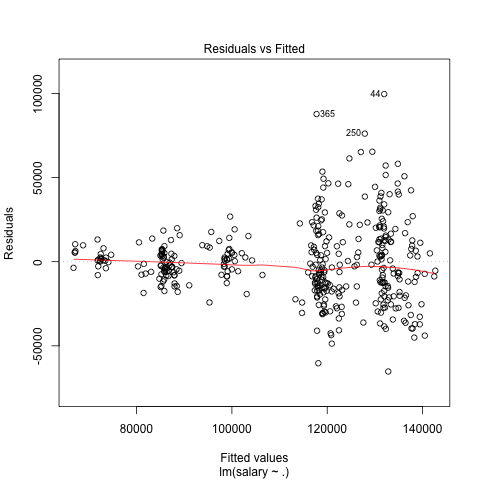 Residuals vs Fitted
Residuals
100000
50000
0
-50000
44
365
250
80000 100000 120000 140000
Fitted values
lm(salary ~ .)